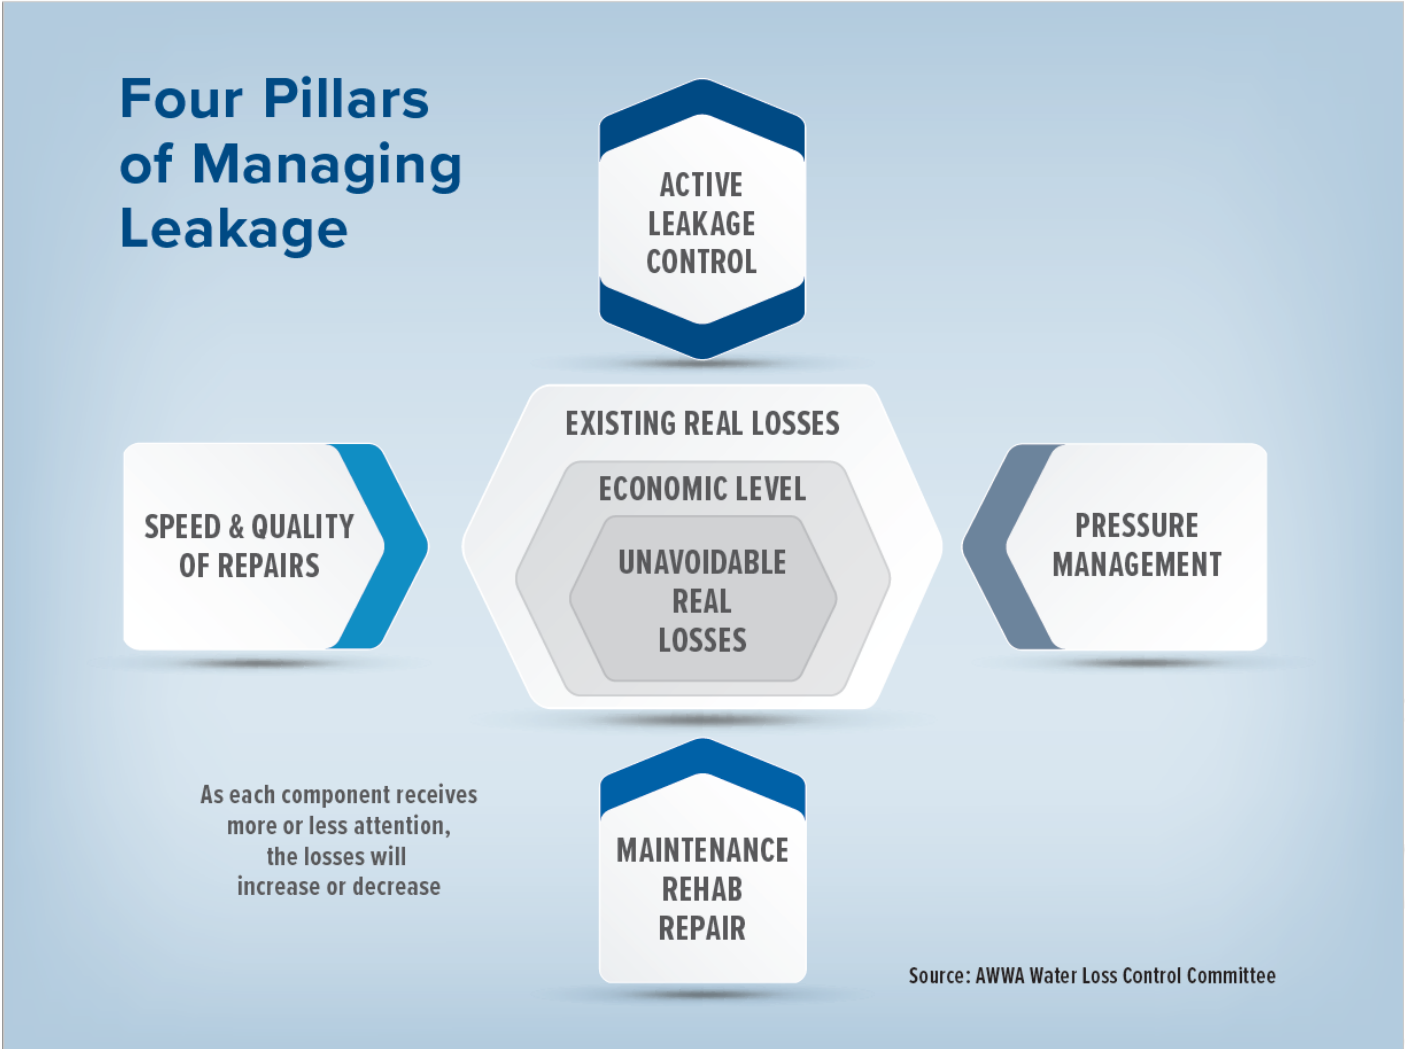 Four Pillars
of Managing
Leakage
ACTIVE
LEAKAGE
CONTROL
EXISTING REAL LOSSES
ECONOMIC LEVEL
UNAVOIDABLE
REAL
LOSSES
SPEED & QUALITY
OF REPAIRS
PRESSURE
MANAGEMENT
MAINTENANCE
REHAB
REPAIR
As each component receives
more or less attention,
the losses will
increase or decrease
Source: AWWA Water Loss Control Committee